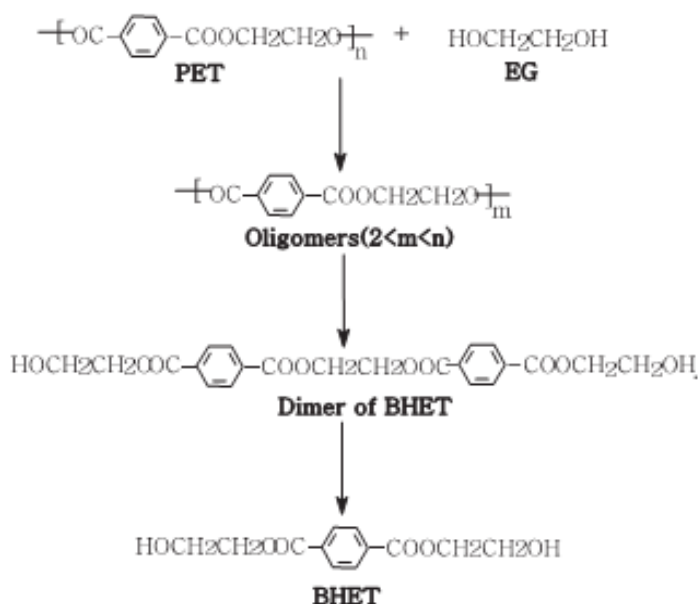 [OC-COOCH2CH2O]n + HOCH2CH2OH
PET EG
[OC-COOCH2CH2O]m
Oligomers(2<m<n)
HOCH2CH2OOC-COOCH2CH2OOC-COOCH2CH2OH.
Dimer of BHET
HOCH2CH2OOC-COOCH2CH2OH
BHET